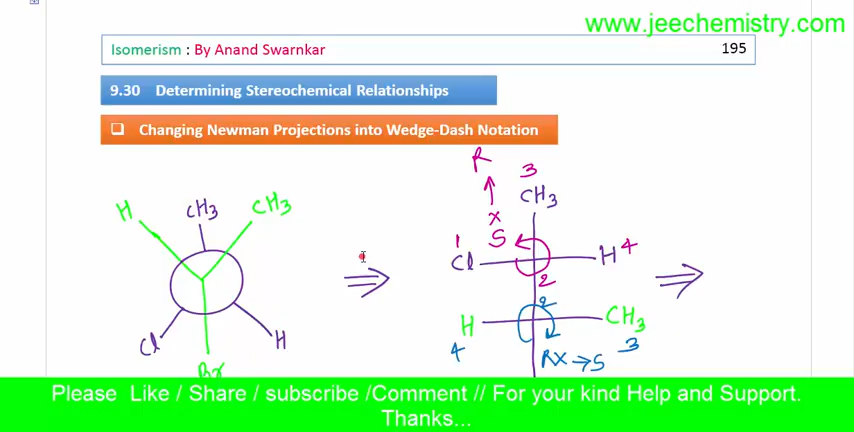 www.jeechemistry.com
Isomerism : By Anand Swarnkar 195
9.30 Determining Stereochemical Relationships
❑ Changing Newman Projections into Wedge-Dash Notation
R
3
H CH3 CH3 CH3
x
1 S
Cl H 4
2
2
H CH3
Cl H 4 3
RX → S
Br
Please Like / Share / subscribe /Comment // For your kind Help and Support.
Thanks...